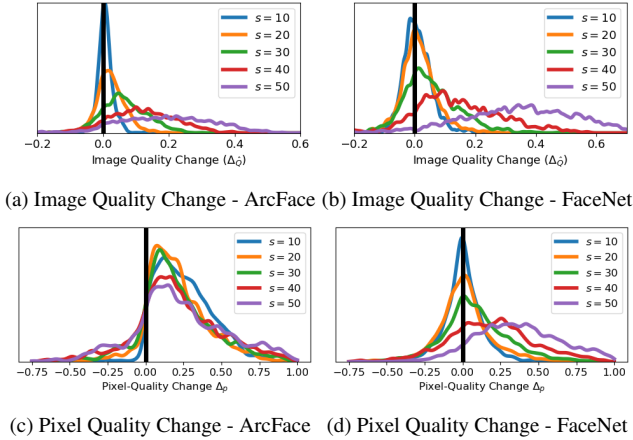 s = 10
s = 20
s = 30
s = 40
s = 50
−0.2 0.0 0.2 0.4 0.6
Image Quality Change (Δ_Q̂)
(a) Image Quality Change - ArcFace
s = 10
s = 20
s = 30
s = 40
s = 50
−0.2 0.0 0.2 0.4 0.6
Image Quality Change (Δ_Q̂)
(b) Image Quality Change - FaceNet
s = 10
s = 20
s = 30
s = 40
s = 50
−0.75 −0.50 −0.25 0.00 0.25 0.50 0.75 1.00
Pixel-Quality Change Δ_p
(c) Pixel Quality Change - ArcFace
s = 10
s = 20
s = 30
s = 40
s = 50
−0.75 −0.50 −0.25 0.00 0.25 0.50 0.75 1.00
Pixel-Quality Change Δ_p
(d) Pixel Quality Change - FaceNet